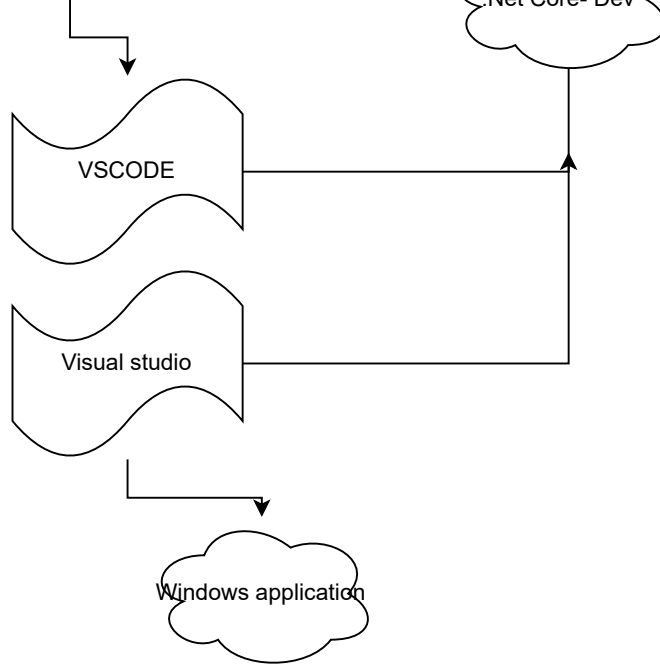 .Net Core- Dev
VSCODE
Visual studio
Windows application